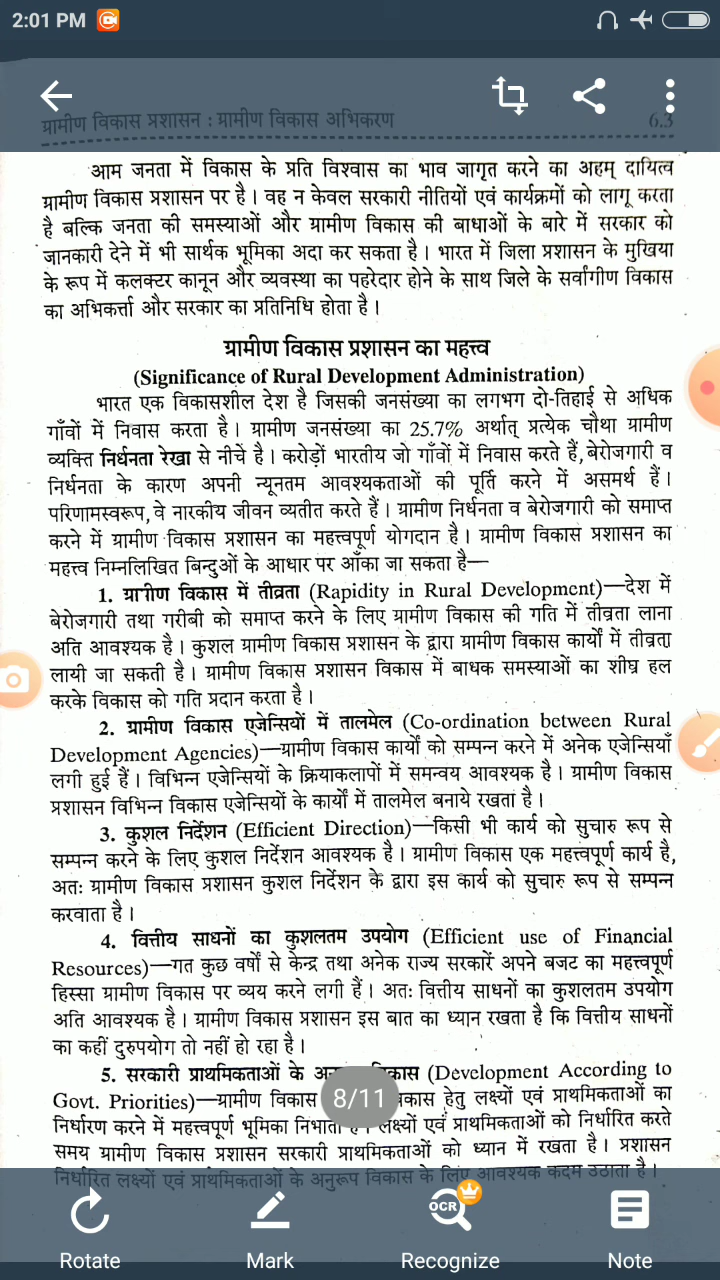 2:01 PM
ग्रामीण विकास प्रशासन : ग्रामीण विकास अभिकरण 6.3
आम जनता में विकास के प्रति विश्वास का भाव जागृत करने का अहम् दायित्व
ग्रामीण विकास प्रशासन पर है। वह न केवल सरकारी नीतियों एवं कार्यक्रमों को लागू करता
है बल्कि जनता की समस्याओं और ग्रामीण विकास की बाधाओं के बारे में सरकार को
जानकारी देने में भी सार्थक भूमिका अदा कर सकता है। भारत में जिला प्रशासन के मुखिया
के रूप में कलक्टर कानून और व्यवस्था का पहरेदार होने के साथ जिले के सर्वांगीण विकास
का अभिकर्त्ता और सरकार का प्रतिनिधि होता है।
ग्रामीण विकास प्रशासन का महत्त्व
(Significance of Rural Development Administration)
भारत एक विकासशील देश है जिसकी जनसंख्या का लगभग दो-तिहाई से अधिक
गाँवों में निवास करता है। ग्रामीण जनसंख्या का 25.7% अर्थात् प्रत्येक चौथा ग्रामीण
व्यक्ति निर्धनता रेखा से नीचें है। करोड़ों भारतीय जो गाँवों में निवास करते हैं, बेरोजगारी व
निर्धनता के कारण अपनी न्यूनतम आवश्यकताओं की पूर्ति करने में असमर्थ हैं।
परिणामस्वरूप, वे नारकीय जीवन व्यतीत करते हैं। ग्रामीण निर्धनता व बेरोजगारी को समाप्त
करने में ग्रामीण विकास प्रशासन का महत्त्वपूर्ण योगदान है। ग्रामीण विकास प्रशासन का
महत्त्व निम्नलिखित बिन्दुओं के आधार पर आँका जा सकता है—
1. ग्रामीण विकास में तीव्रता (Rapidity in Rural Development)—देश में
बेरोजगारी तथा गरीबी को समाप्त करने के लिए ग्रामीण विकास की गति में तीव्रता लाना
अति आवश्यक है। कुशल ग्रामीण विकास प्रशासन के द्वारा ग्रामीण विकास कार्यों में तीव्रता
लायी जा सकती है। ग्रामीण विकास प्रशासन विकास में बाधक समस्याओं का शीघ्र हल
करके विकास को गति प्रदान करता है।
2. ग्रामीण विकास एजेन्सियों में तालमेल (Co-ordination between Rural
Development Agencies)—ग्रामीण विकास कार्यों को सम्पन्न करने में अनेक एजेन्सियाँ
लगी हुई हैं। विभिन्न एजेन्सियों के क्रियाकलापों में समन्वय आवश्यक है। ग्रामीण विकास
प्रशासन विभिन्न विकास एजेन्सियों के कार्यों में तालमेल बनाये रखता है।
3. कुशल निर्देशन (Efficient Direction)—किसी भी कार्य को सुचारु रूप से
सम्पन्न करने के लिए कुशल निर्देशन आवश्यक है। ग्रामीण विकास एक महत्त्वपूर्ण कार्य है,
अतः ग्रामीण विकास प्रशासन कुशल निर्देशन के द्वारा इस कार्य को सुचारु रूप से सम्पन्न
करवाता है।
4. वित्तीय साधनों का कुशलतम उपयोग (Efficient use of Financial
Resources)—गत कुछ वर्षों से केन्द्र तथा अनेक राज्य सरकारें अपने बजट का महत्त्वपूर्ण
हिस्सा ग्रामीण विकास पर व्यय करने लगी हैं। अतः वित्तीय साधनों का कुशलतम उपयोग
अति आवश्यक है। ग्रामीण विकास प्रशासन इस बात का ध्यान रखता है कि वित्तीय साधनों
का कहीं दुरुपयोग तो नहीं हो रहा है।
5. सरकारी प्राथमिकताओं के विकास (Development According to
Govt. Priorities)—ग्रामीण विकास विकास हेतु लक्ष्यों एवं प्राथमिकताओं का
निर्धारण करने में महत्त्वपूर्ण भूमिका निभाता है। लक्ष्यों एवं प्राथमिकताओं को निर्धारित करते
समय ग्रामीण विकास प्रशासन सरकारी प्राथमिकताओं को ध्यान में रखता है। प्रशासन
निर्धारित लक्ष्यों एवं प्राथमिकताओं के अनुरूप विकास के लिए आवश्यक कदम उठाता है।
8/11
OCR
Rotate Mark Recognize Note